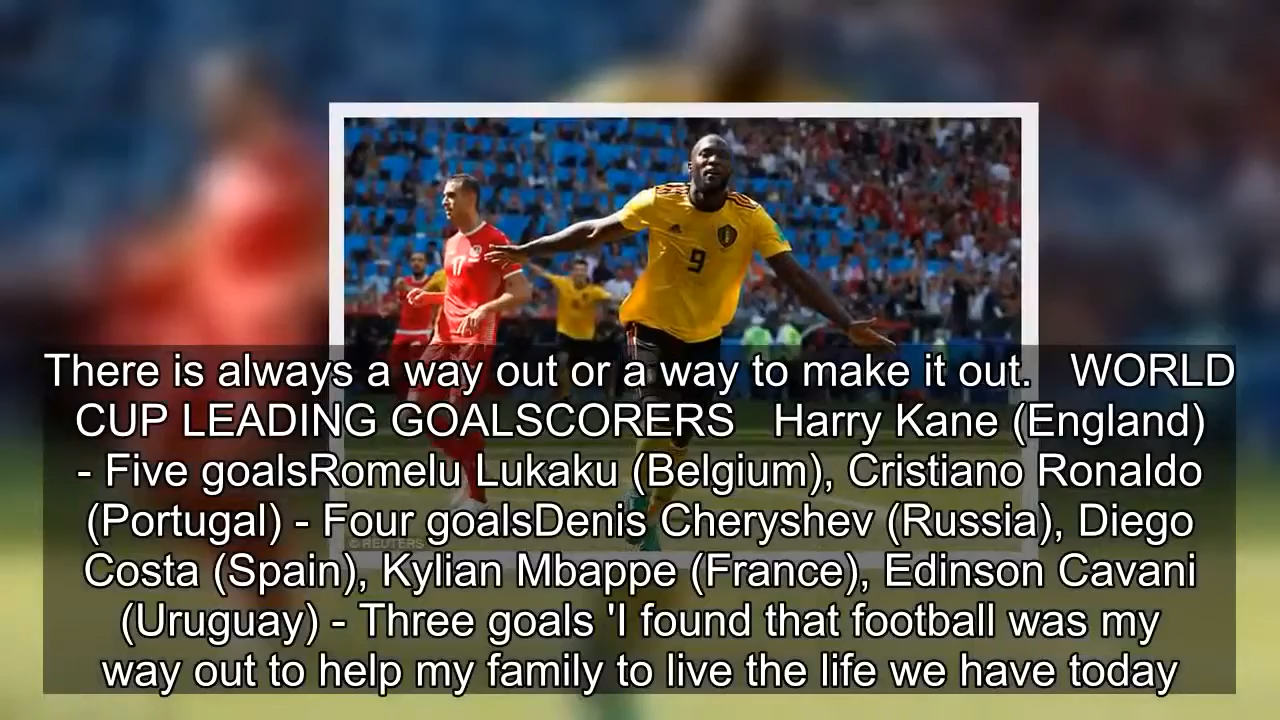 17
9
There is always a way out or a way to make it out. WORLD
CUP LEADING GOALSCORERS Harry Kane (England)
- Five goalsRomelu Lukaku (Belgium), Cristiano Ronaldo
(Portugal) - Four goalsDenis Cheryshev (Russia), Diego
© REUTERS
Costa (Spain), Kylian Mbappe (France), Edinson Cavani
(Uruguay) - Three goals 'I found that football was my
way out to help my family to live the life we have today